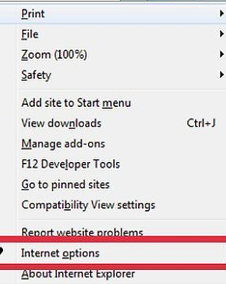 Print
File
Zoom (100%)
Safety
Add site to Start menu
View downloads Ctrl+J
Manage add-ons
F12 Developer Tools
Go to pinned sites
Compatibility View settings
Report website problems
Internet options
About Internet Explorer